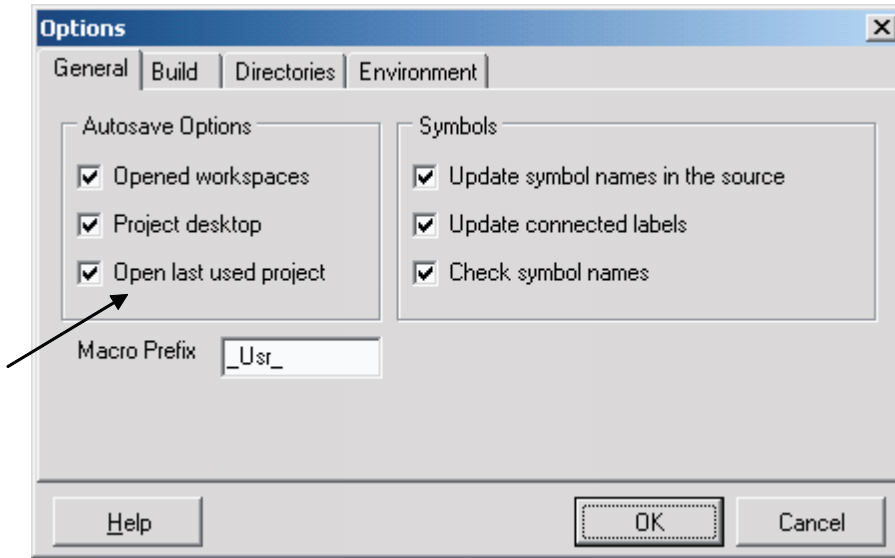 Options
General
Build
Directories
Environment
Autosave Options
Opened workspaces
Project desktop
Open last used project
Symbols
Update symbol names in the source
Update connected labels
Check symbol names
Macro Prefix
_Usr_
Help
OK
Cancel